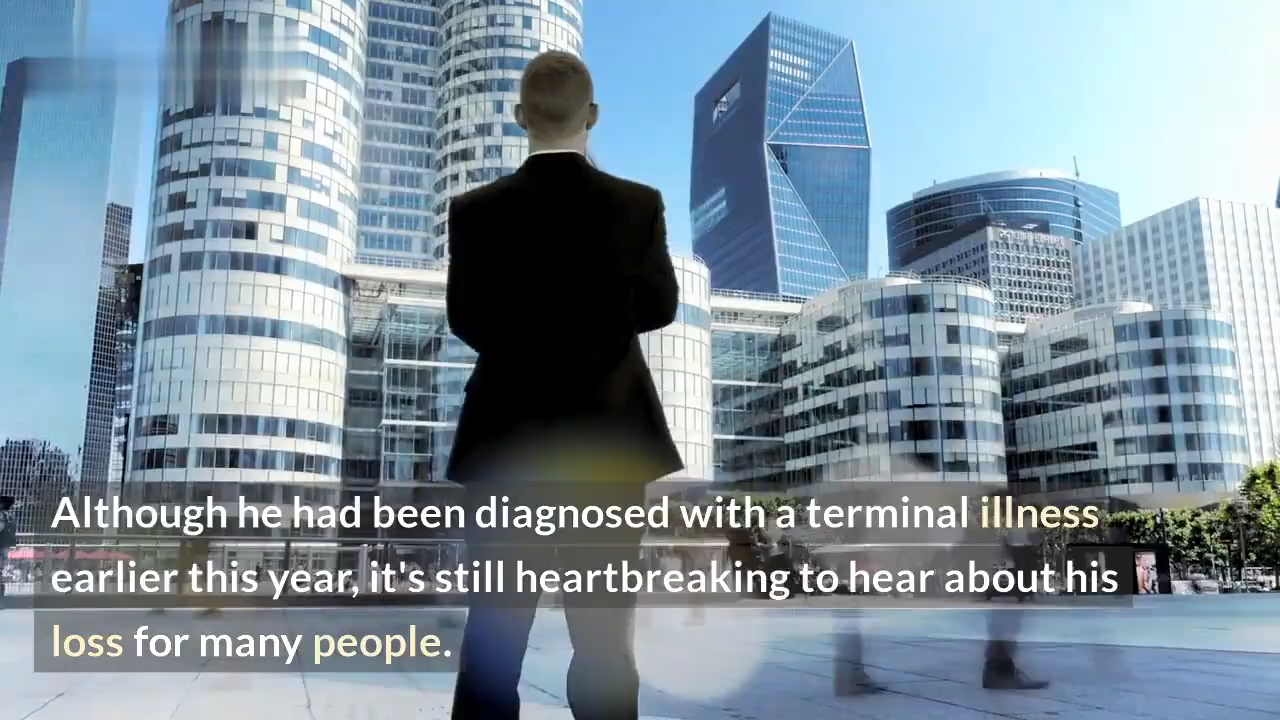 Although he had been diagnosed with a terminal illness
earlier this year, it's still heartbreaking to hear about his
loss for many people.